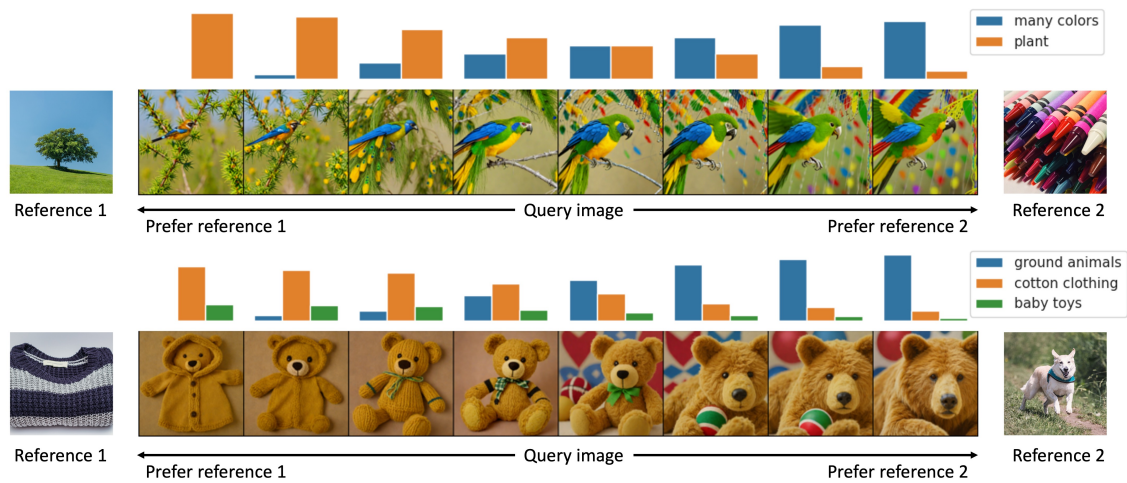 many colors
plant
Reference 1
Query image
Reference 2
Prefer reference 1
Prefer reference 2
ground animals
cotton clothing
baby toys
Reference 1
Query image
Reference 2
Prefer reference 1
Prefer reference 2